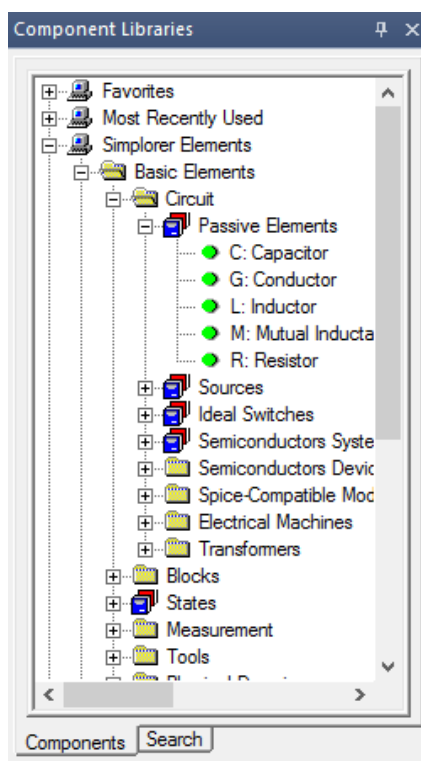 Component Libraries
Favorites
Most Recently Used
Simplorer Elements
Basic Elements
Circuit
Passive Elements
C: Capacitor
G: Conductor
L: Inductor
M: Mutual Inducta
R: Resistor
Sources
Ideal Switches
Semiconductors Syste
Semiconductors Devic
Spice-Compatible Mod
Electrical Machines
Transformers
Blocks
States
Measurement
Tools
Components Search